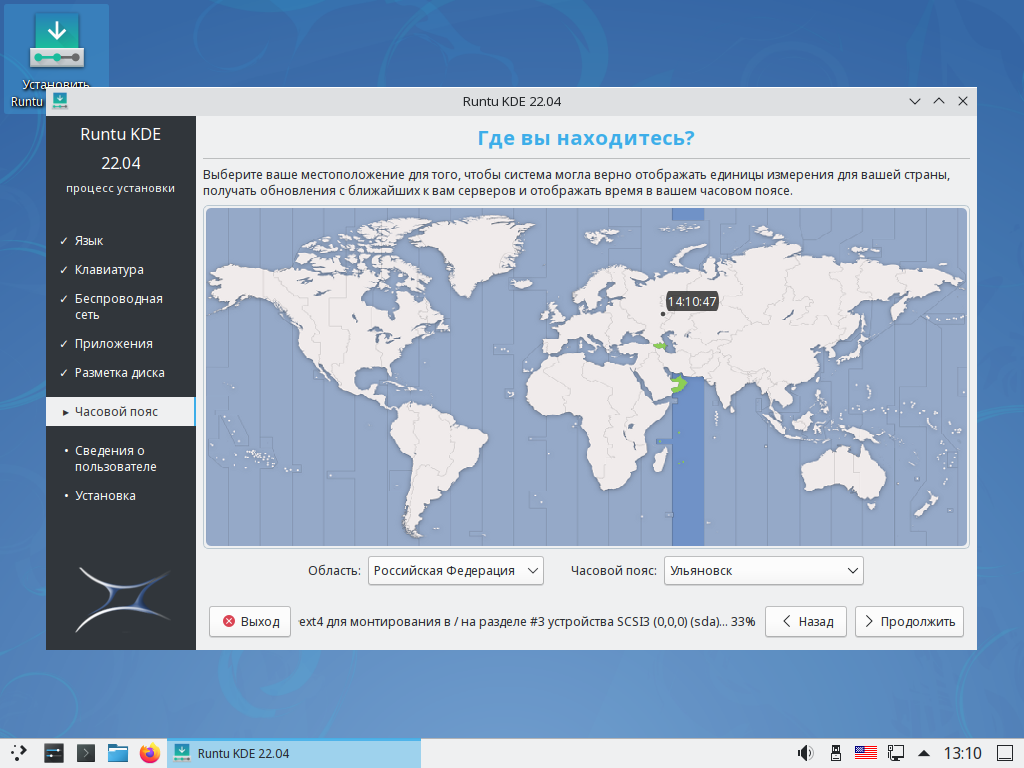 Установить
Runtu
Runtu KDE 22.04
Runtu KDE
22.04
процесс установки
✓ Язык
✓ Клавиатура
✓ Беспроводная
сеть
✓ Приложения
✓ Разметка диска
▸ Часовой пояс
• Сведения о
пользователе
• Установка
Где вы находитесь?
Выберите ваше местоположение для того, чтобы система могла верно отображать единицы измерения для вашей страны,
получать обновления с ближайших к вам серверов и отображать время в вашем часовом поясе.
14:10:47
Область: Российская Федерация Часовой пояс: Ульяновск
Выход ext4 для монтирования в / на разделе #3 устройства SCSI3 (0,0,0) (sda)... 33% Назад Продолжить
Runtu KDE 22.04 13:10